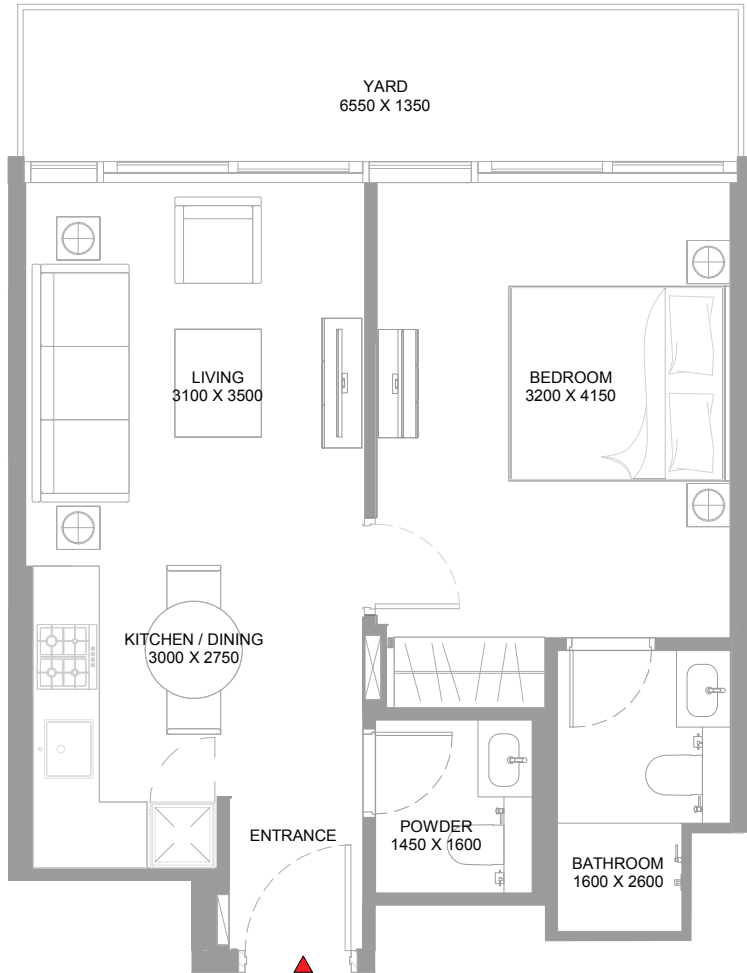 YARD
6550 X 1350
LIVING
3100 X 3500
BEDROOM
3200 X 4150
KITCHEN / DINING
3000 X 2750
ENTRANCE
POWDER
1450 X 1600
BATHROOM
1600 X 2600